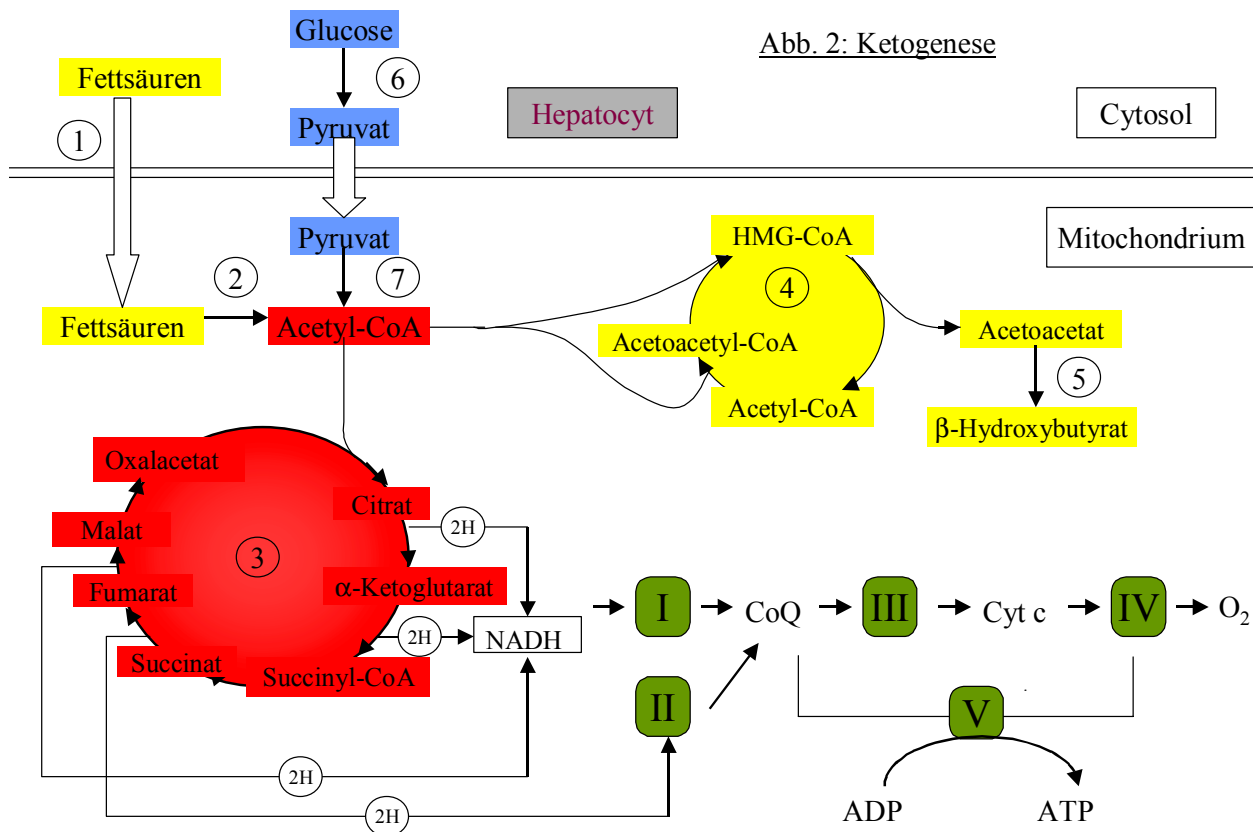 Glucose
Abb. 2: Ketogenese
Fettsäuren
6
Hepatocyt
Cytosol
Pyruvat
1
Pyruvat
HMG-CoA
Mitochondrium
2
7
4
Fettsäuren
Acetyl-CoA
Acetoacetyl-CoA
Acetoacetat
5
Acetyl-CoA
β-Hydroxybutyrat
Oxalacetat
Citrat
Malat
2H
3
Fumarat
α-Ketoglutarat
I
CoQ
III
Cyt c
IV
O2
2H
NADH
Succinat
Succinyl-CoA
II
V
2H
2H
ADP
ATP